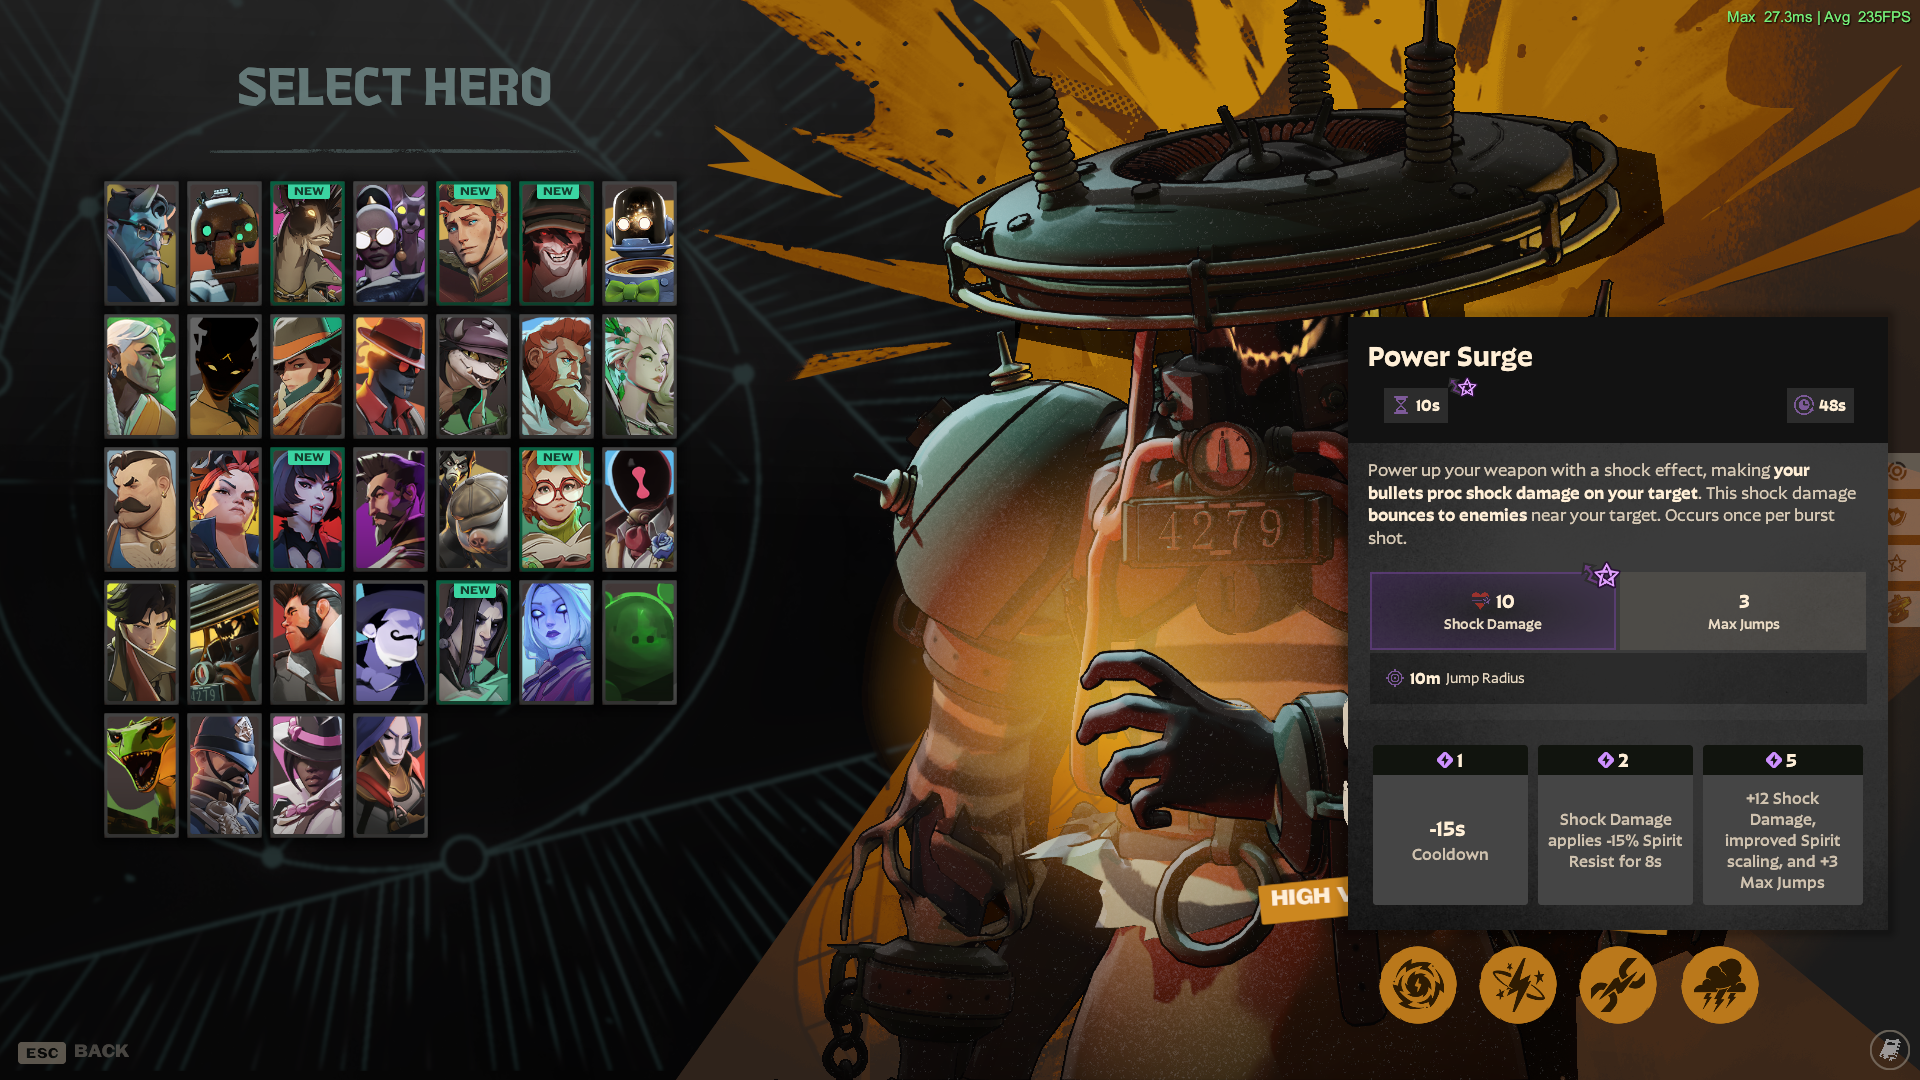 Max 27.3ms | Avg 235FPS
SELECT HERO
NEW
NEW
NEW
NEW
NEW
4279
NEW
4279
HIGH V
Power Surge
10s
48s
Power up your weapon with a shock effect, making your
bullets proc shock damage on your target. This shock damage
bounces to enemies near your target. Occurs once per burst
shot.
10
Shock Damage
3
Max Jumps
10m Jump Radius
1
-15s
Cooldown
2
Shock Damage
applies -15% Spirit
Resist for 8s
5
+12 Shock
Damage,
improved Spirit
scaling, and +3
Max Jumps
ESC BACK